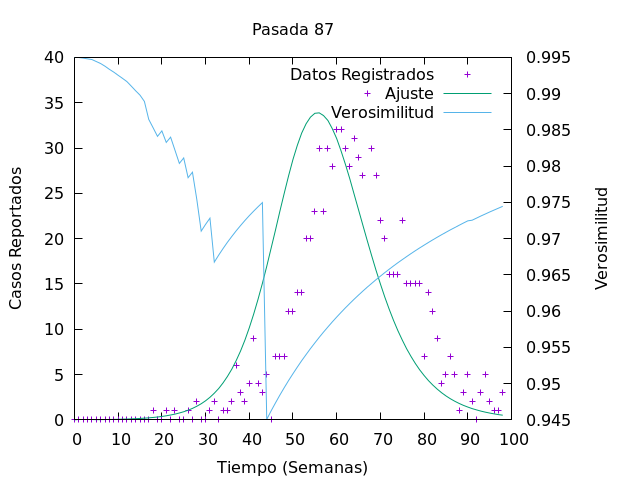 Pasada 87
40 0.995
Datos Registrados
35 Ajuste 0.99
Verosimilitud
30 0.985
25 0.98
20 0.975
15 0.97
10 0.965
5 0.96
0 0.955
0.95
0.945
0 10 20 30 40 50 60 70 80 90 100
Casos Reportados
Verosimilitud
Tiempo (Semanas)